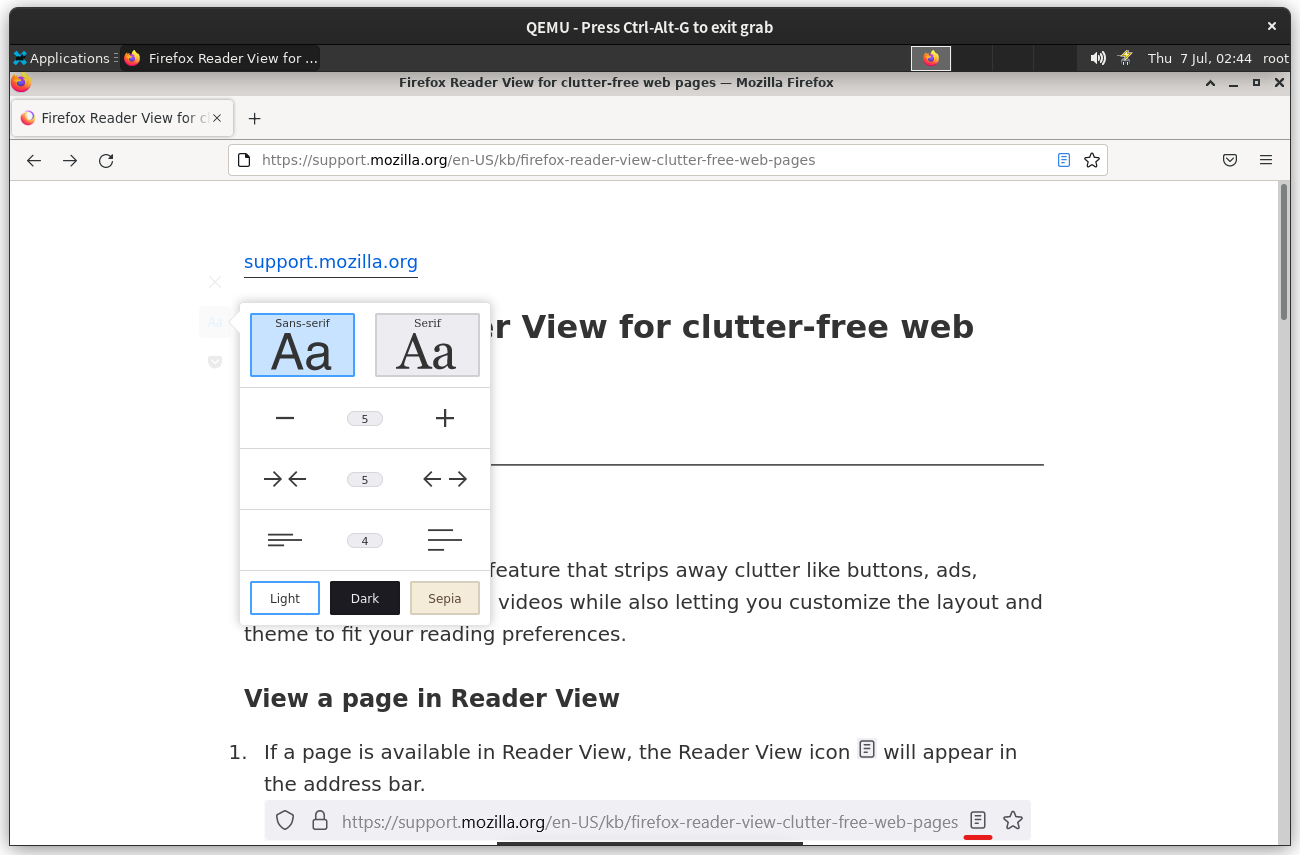 QEMU - Press Ctrl-Alt-G to exit grab
Applications
Firefox Reader View for ...
Thu 7 Jul, 02:44
root
Firefox Reader View for clutter-free web pages — Mozilla Firefox
Firefox Reader View for
https://support.mozilla.org/en-US/kb/firefox-reader-view-clutter-free-web-pages
support.mozilla.org
View for clutter-free web
Aa
Sans-serif
Aa
Serif
Aa
5
5
4
Light
Dark
Sepia
feature that strips away clutter like buttons, ads,
videos while also letting you customize the layout and
theme to fit your reading preferences.
View a page in Reader View
1. If a page is available in Reader View, the Reader View icon will appear in
the address bar.
https://support.mozilla.org/en-US/kb/firefox-reader-view-clutter-free-web-pages